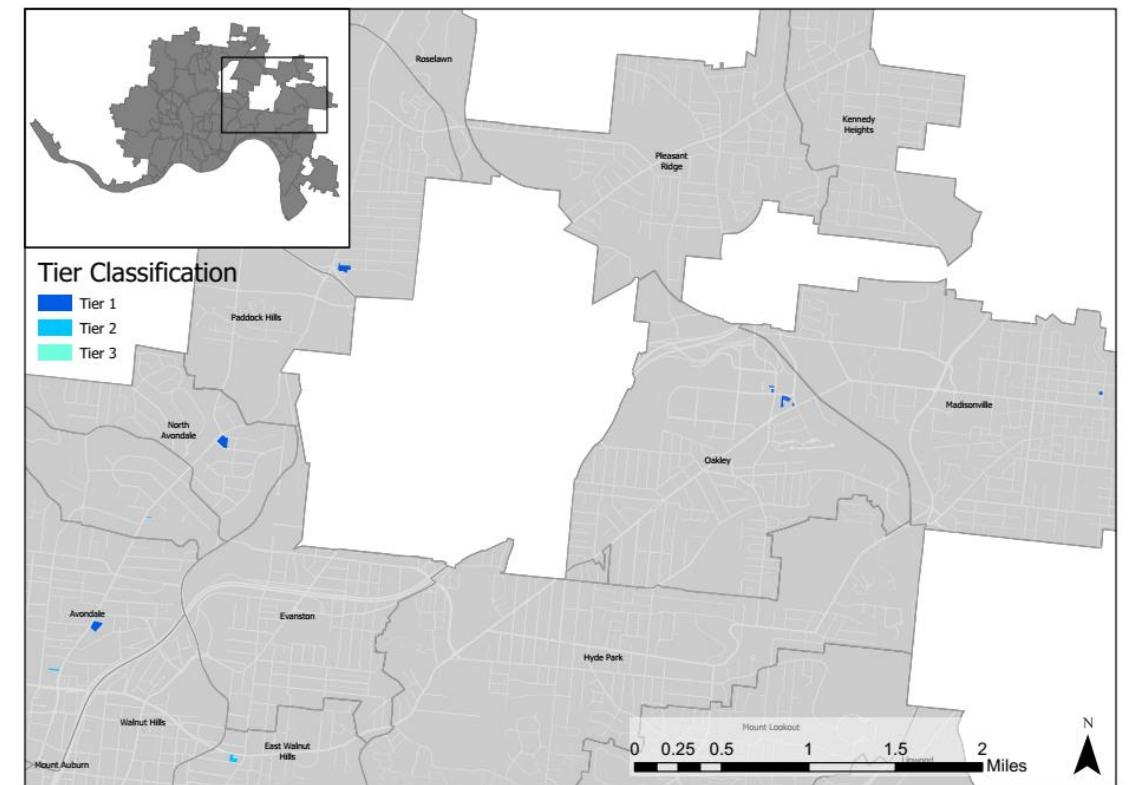 Roselawn
Kennedy
Heights
Pleasant
Ridge
Tier Classification
Tier 1
Tier 2
Tier 3
Paddock Hills
North
Avondale
Madisonville
Oakley
Avondale
Evanston
Hyde Park
Walnut Hills
East Walnut
Hills
Mount Lookout
N
0 0.25 0.5 1 1.5 2
Miles
Linwood
Mount Auburn